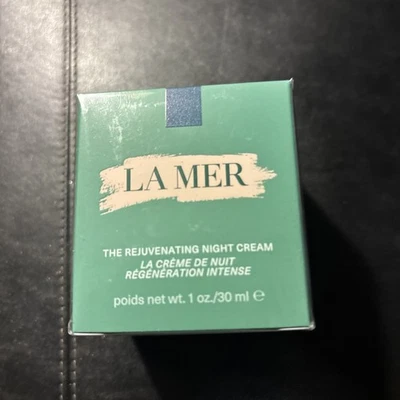 LA MER
THE REJUVENATING NIGHT CREAM
LA CRÈME DE NUIT
RÉGÉNÉRATION INTENSE
poids net wt. 1 oz./30 ml ℮